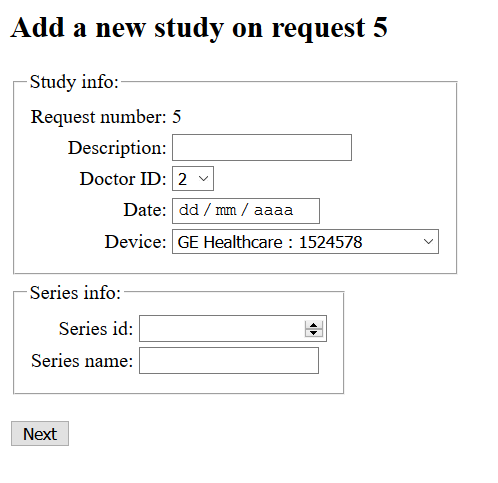 Add a new study on request 5
Study info:
Request number: 5
Description:
Doctor ID: 2
Date: dd / mm / aaaa
Device: GE Healthcare : 1524578
Series info:
Series id:
Series name:
Next